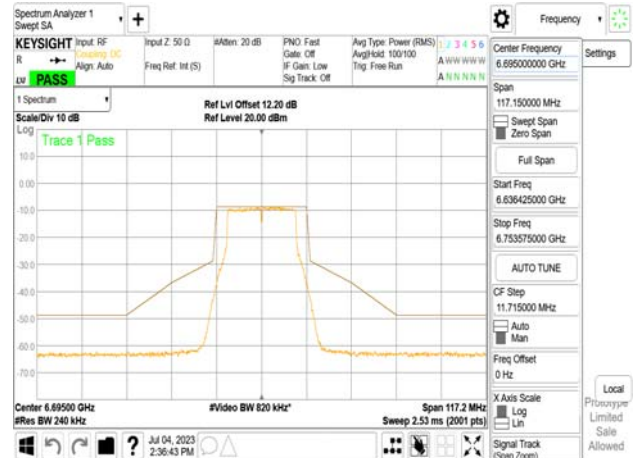 Spectrum Analyzer 1
Swept SA
+
Frequency
KEYSIGHT
R
LV PASS
Input: RF
Coupling: DC
Align: Auto
Input Z: 50 Ω
Freq Ref: Int (S)
#Atten: 20 dB
PNO: Fast
Gate: Off
IF Gain: Low
Sig Track: Off
Avg Type: Power (RMS)
Avg|Hold: 100/100
Trig: Free Run
1 2 3 4 5 6
A W W W W W
A N N N N N
Center Frequency
6.695000000 GHz
Settings
Span
117.150000 MHz
Swept Span
Zero Span
Full Span
Start Freq
6.636425000 GHz
Stop Freq
6.753575000 GHz
AUTO TUNE
CF Step
11.715000 MHz
Auto
Man
Freq Offset
0 Hz
X Axis Scale
Log
Lin
Signal Track
(Span Zoom)
Local
Prototype
Limited
Sale
Allowed
1 Spectrum
Scale/Div 10 dB
Ref Lvl Offset 12.20 dB
Ref Level 20.00 dBm
Log
Trace 1 Pass
10.0
0.00
-10.0
-20.0
-30.0
-40.0
-50.0
-60.0
-70.0
Center 6.69500 GHz
#Video BW 820 kHz*
Span 117.2 MHz
#Res BW 240 kHz
Sweep 2.53 ms (2001 pts)
?
Jul 04, 2023
2:36:43 PM